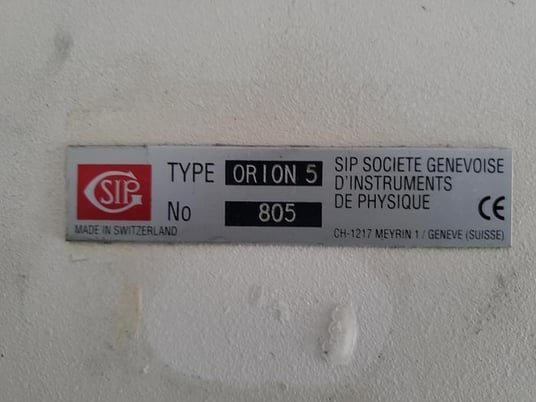 SIP
MADE IN SWITZERLAND
TYPE ORION 5
No 805
SIP SOCIETE GENEVOISE
D'INSTRUMENTS
DE PHYSIQUE
CE
CH-1217 MEYRIN 1 / GENEVE (SUISSE)